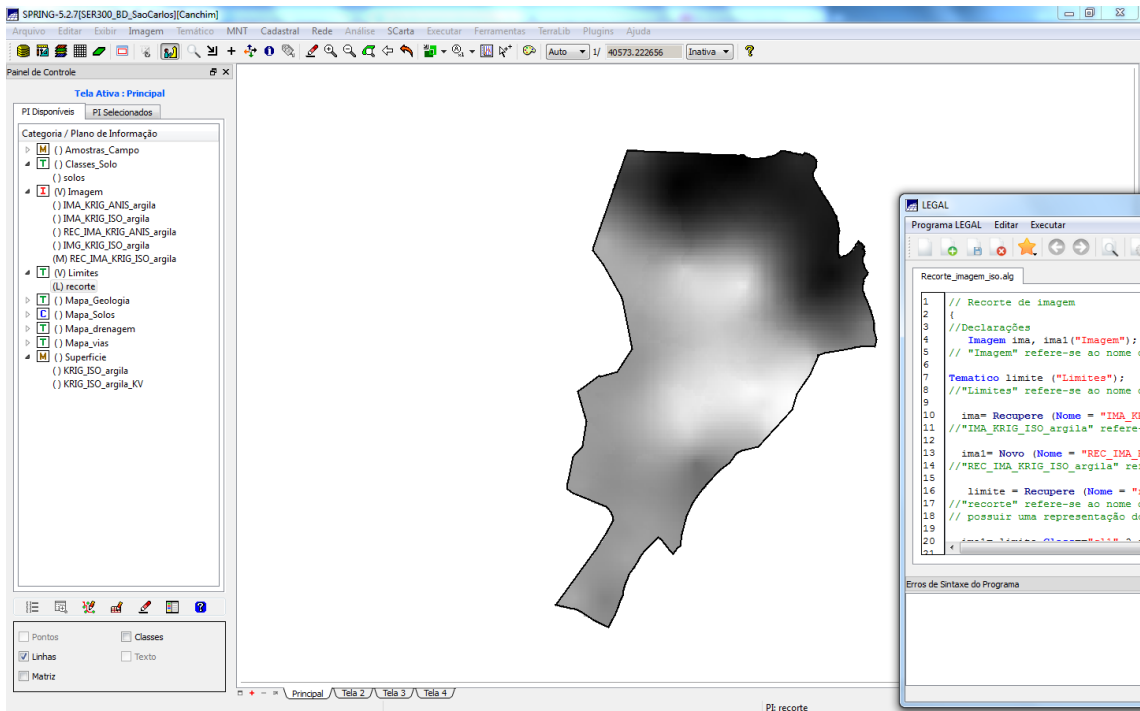 SPRING-5.2.7[SER300_BD_SaoCarlos][Canchim]
Arquivo Editar Exibir Imagem Temático MNT Cadastral Rede Análise SCarta Executar Ferramentas TerraLib Plugins Ajuda
Auto 1/ 40573.222656 Inativa
Painel de Controle
Tela Ativa : Principal
PI Disponíveis PI Selecionados
Categoria / Plano de Informação
M () Amostras_Campo
T () Classes_Solo
() solos
I (V) Imagem
() IMA_KRIG_ANIS_argila
() IMA_KRIG_ISO_argila
() REC_IMA_KRIG_ANIS_argila
() IMG_KRIG_ISO_argila
(M) REC_IMA_KRIG_ISO_argila
T (V) Limites
(L) recorte
T () Mapa_Geologia
C () Mapa_Solos
T () Mapa_drenagem
T () Mapa_vias
M () Superficie
() KRIG_ISO_argila
() KRIG_ISO_argila_KV
Pontos Classes
Linhas Texto
Matriz
Principal Tela 2 Tela 3 Tela 4
PI: recorte
LEGAL
Programa LEGAL Editar Executar
Recorte_imagem_iso.alg
1 // Recorte de imagem
2 {
3 //Declarações
4 Imagem ima, ima1("Imagem");
5 // "Imagem" refere-se ao nome
6
7 Tematico limite ("Limites");
8 //"Limites" refere-se ao nome
9
10 ima= Recupere (Nome = "IMA_K
11 //"IMA_KRIG_ISO_argila" refere-
12
13 ima1= Novo (Nome = "REC_IMA_
14 //"REC_IMA_KRIG_ISO_argila" re
15
16 limite = Recupere (Nome = "
17 //"recorte" refere-se ao nome
18 // possuir uma representação d
19
20
21
Erros de Sintaxe do Programa